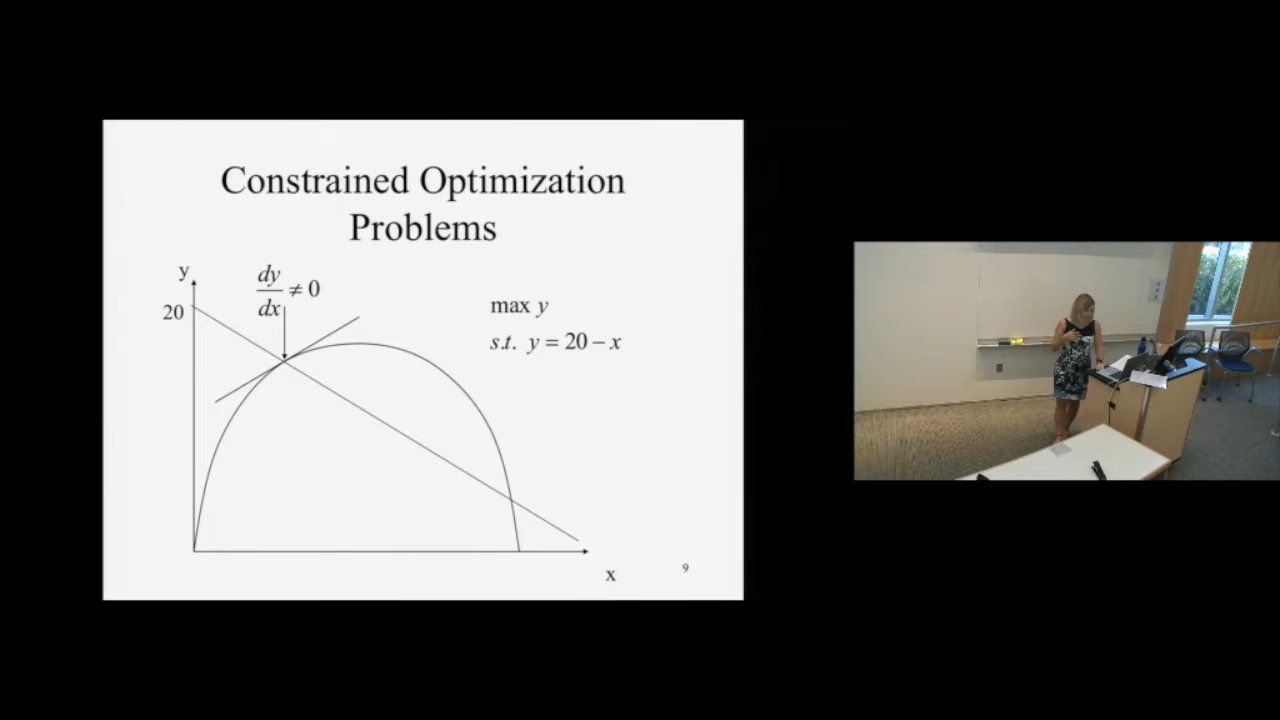 Constrained Optimization
Problems
y
20
dy
dx
≠ 0
max y
s.t. y = 20 – x
x
9